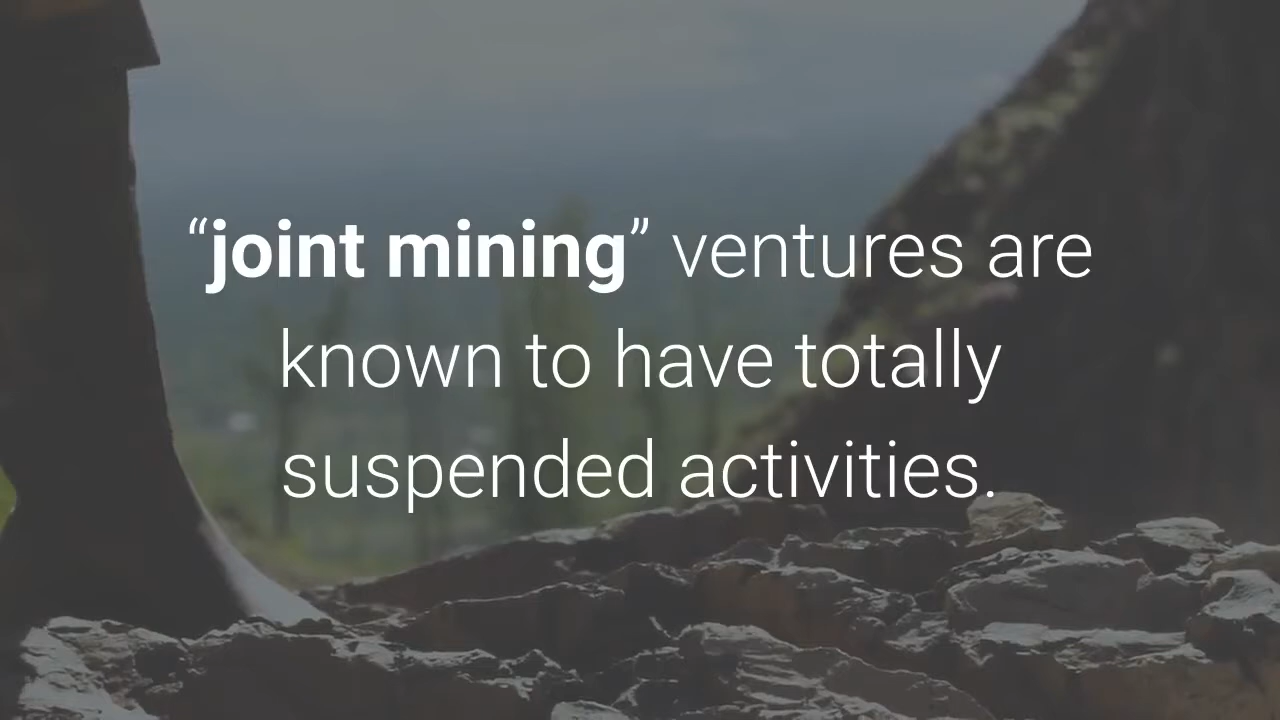 “joint mining” ventures are
known to have totally
suspended activities.